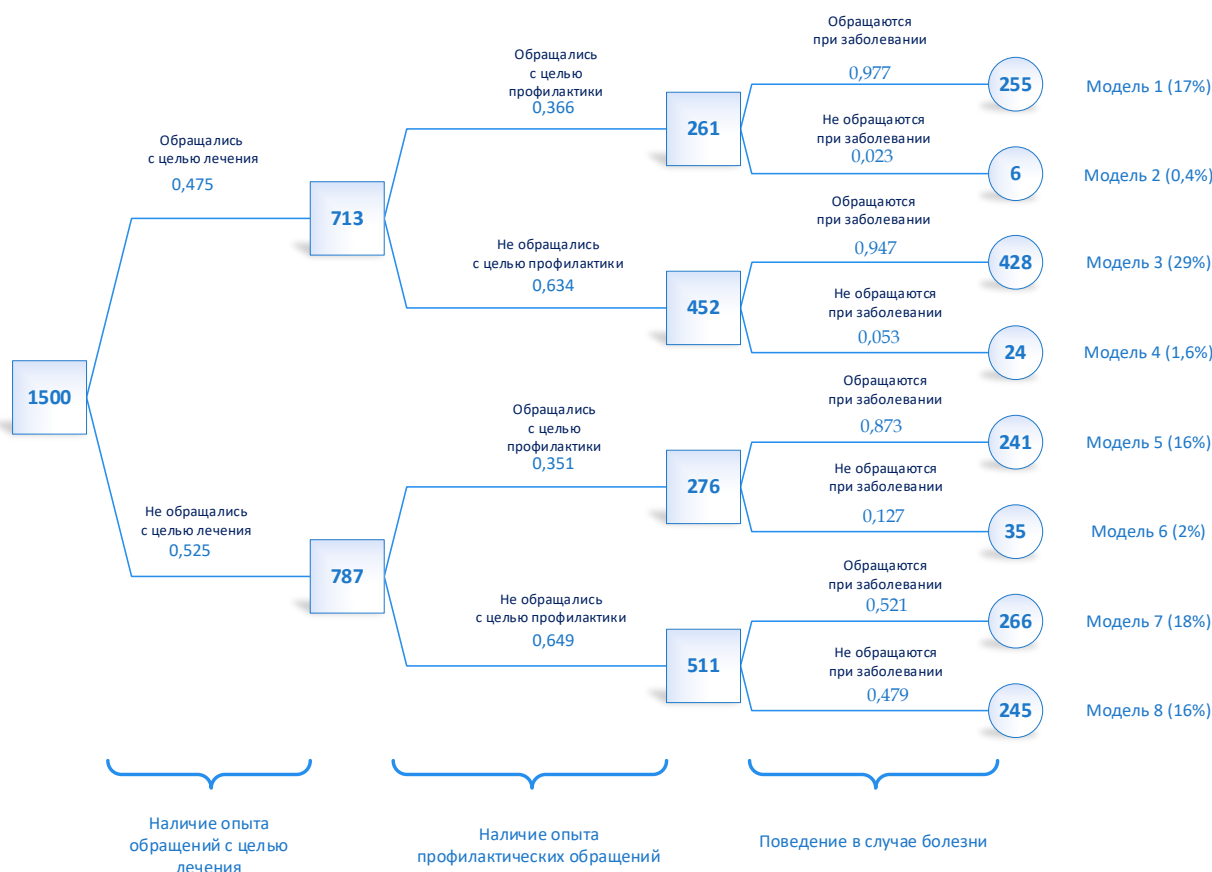 Обращаются
при заболевании
0,977
255
Модель 1 (17%)
Обращались
с целью
профилактики
0,366
261
Не обращаются
при заболевании
0,023
6
Модель 2 (0,4%)
Обращались
с целью лечения
0,475
713
Обращаются
при заболевании
0,947
428
Модель 3 (29%)
Не обращались
с целью профилактики
0,634
452
Не обращаются
при заболевании
0,053
24
Модель 4 (1,6%)
1500
Обращаются
при заболевании
0,873
241
Модель 5 (16%)
Обращались
с целью
профилактики
0,351
276
Не обращаются
при заболевании
0,127
35
Модель 6 (2%)
Не обращались
с целью лечения
0,525
787
Обращаются
при заболевании
0,521
266
Модель 7 (18%)
Не обращались
с целью профилактики
0,649
511
Не обращаются
при заболевании
0,479
245
Модель 8 (16%)
Наличие опыта
обращений с целью
лечения
Наличие опыта
профилактических обращений
Поведение в случае болезни